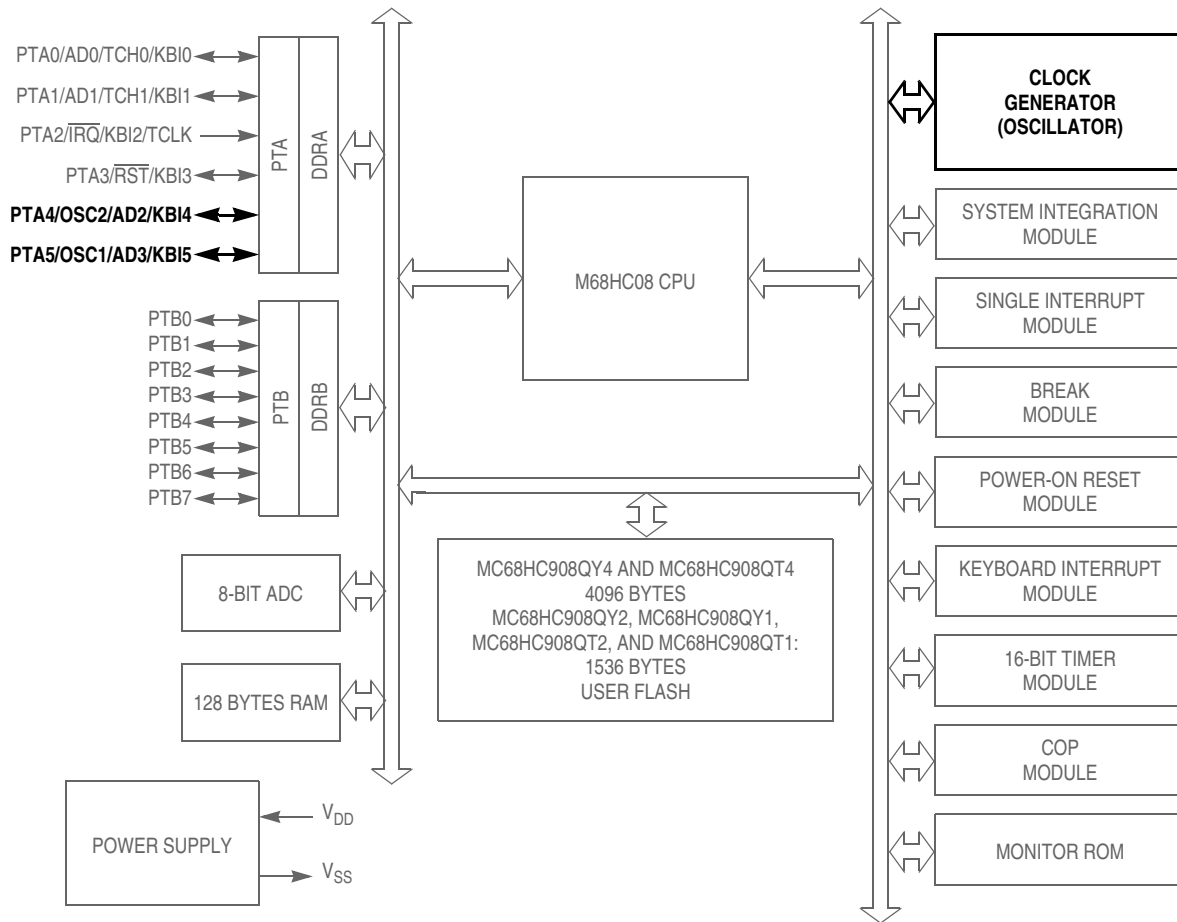 PTA0/AD0/TCH0/KBI0
PTA1/AD1/TCH1/KBI1
PTA2/IRQ/KBI2/TCLK
PTA3/RST/KBI3
PTA4/OSC2/AD2/KBI4
PTA5/OSC1/AD3/KBI5
PTA
DDRA
PTB0
PTB1
PTB2
PTB3
PTB4
PTB5
PTB6
PTB7
PTB
DDRB
8-BIT ADC
128 BYTES RAM
POWER SUPPLY
VDD
VSS
M68HC08 CPU
MC68HC908QY4 AND MC68HC908QT4
4096 BYTES
MC68HC908QY2, MC68HC908QY1,
MC68HC908QT2, AND MC68HC908QT1:
1536 BYTES
USER FLASH
CLOCK
GENERATOR
(OSCILLATOR)
SYSTEM INTEGRATION
MODULE
SINGLE INTERRUPT
MODULE
BREAK
MODULE
POWER-ON RESET
MODULE
KEYBOARD INTERRUPT
MODULE
16-BIT TIMER
MODULE
COP
MODULE
MONITOR ROM